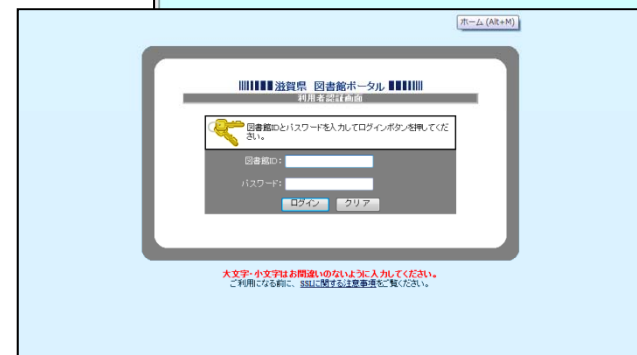 ホーム (Alt+M)
滋賀県 図書館ポータル
利用者認証画面
図書館IDとパスワードを入力してログインボタンを押してくだ
さい。
図書館ID:
パスワード:
ログイン クリア
大文字・小文字はお間違いのないように入力してください。
ご利用になる前に、SSLに関する注意事項をご覧ください。